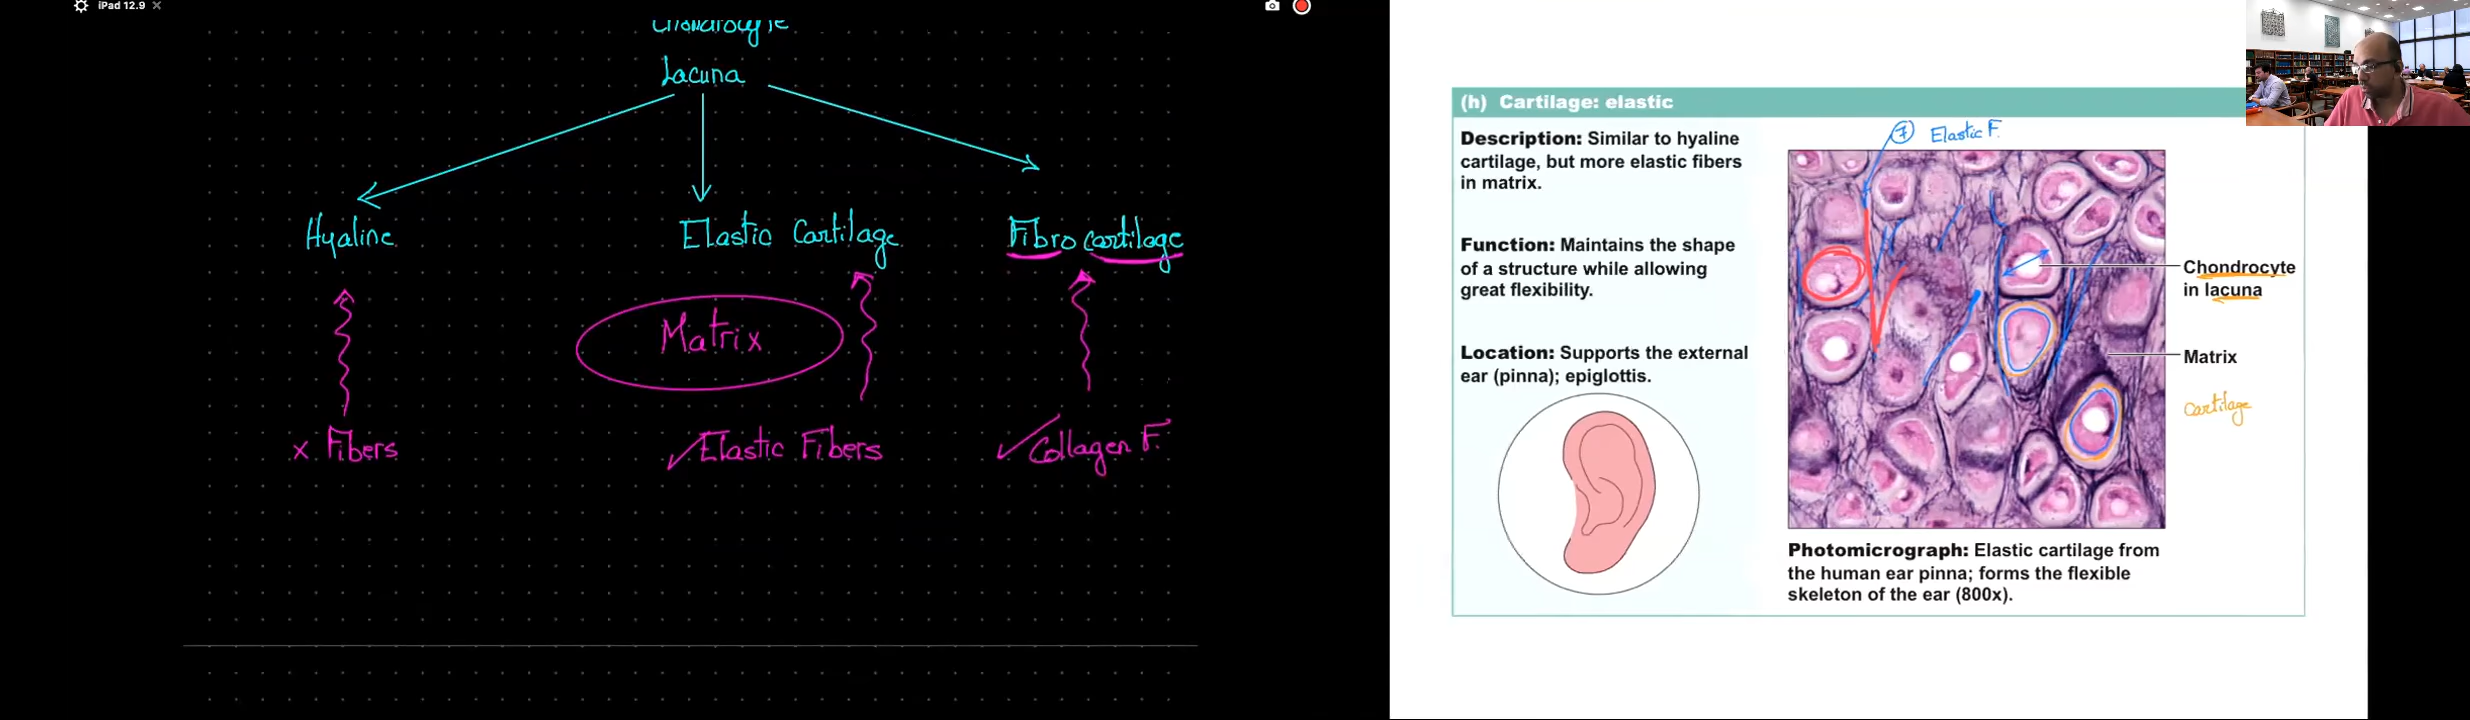 iPad 12.9
Chondrocyte
Lacuna
Hyaline
Elastic Cartilage
Fibrocartilage
Matrix
x Fibers
✓Elastic Fibers
✓Collagen F.
(h) Cartilage: elastic
Description: Similar to hyaline
cartilage, but more elastic fibers
in matrix.
Function: Maintains the shape
of a structure while allowing
great flexibility.
Location: Supports the external
ear (pinna); epiglottis.
Elastic F.
Chondrocyte
in lacuna
Matrix
Cartilage
Photomicrograph: Elastic cartilage from
the human ear pinna; forms the flexible
skeleton of the ear (800x).